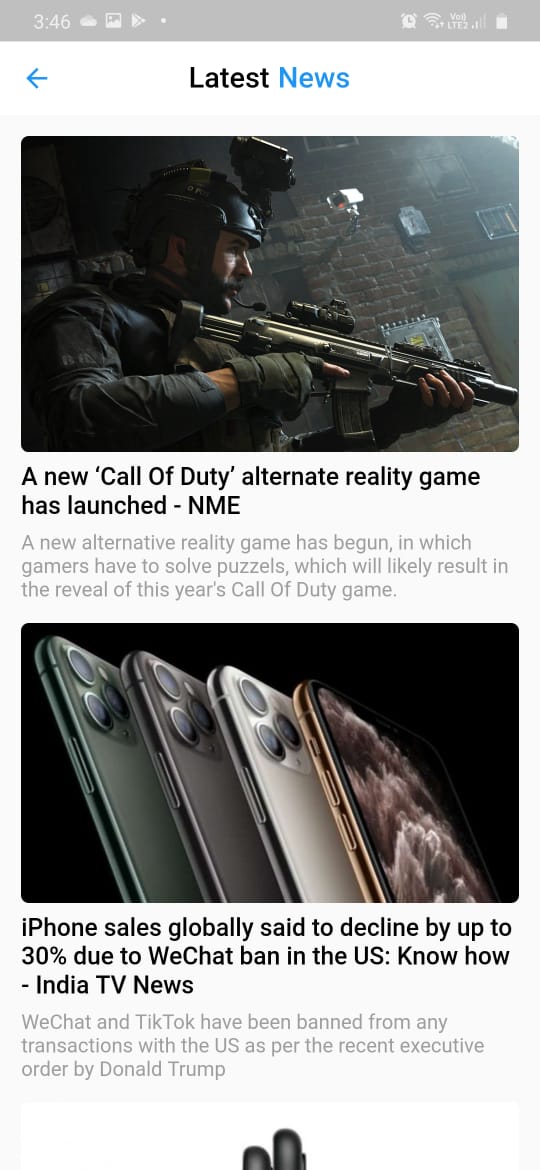 3:46
Vo)
LTE2
Latest News
A new ‘Call Of Duty’ alternate reality game
has launched - NME
A new alternative reality game has begun, in which
gamers have to solve puzzels, which will likely result in
the reveal of this year's Call Of Duty game.
iPhone sales globally said to decline by up to
30% due to WeChat ban in the US: Know how
- India TV News
WeChat and TikTok have been banned from any
transactions with the US as per the recent executive
order by Donald Trump